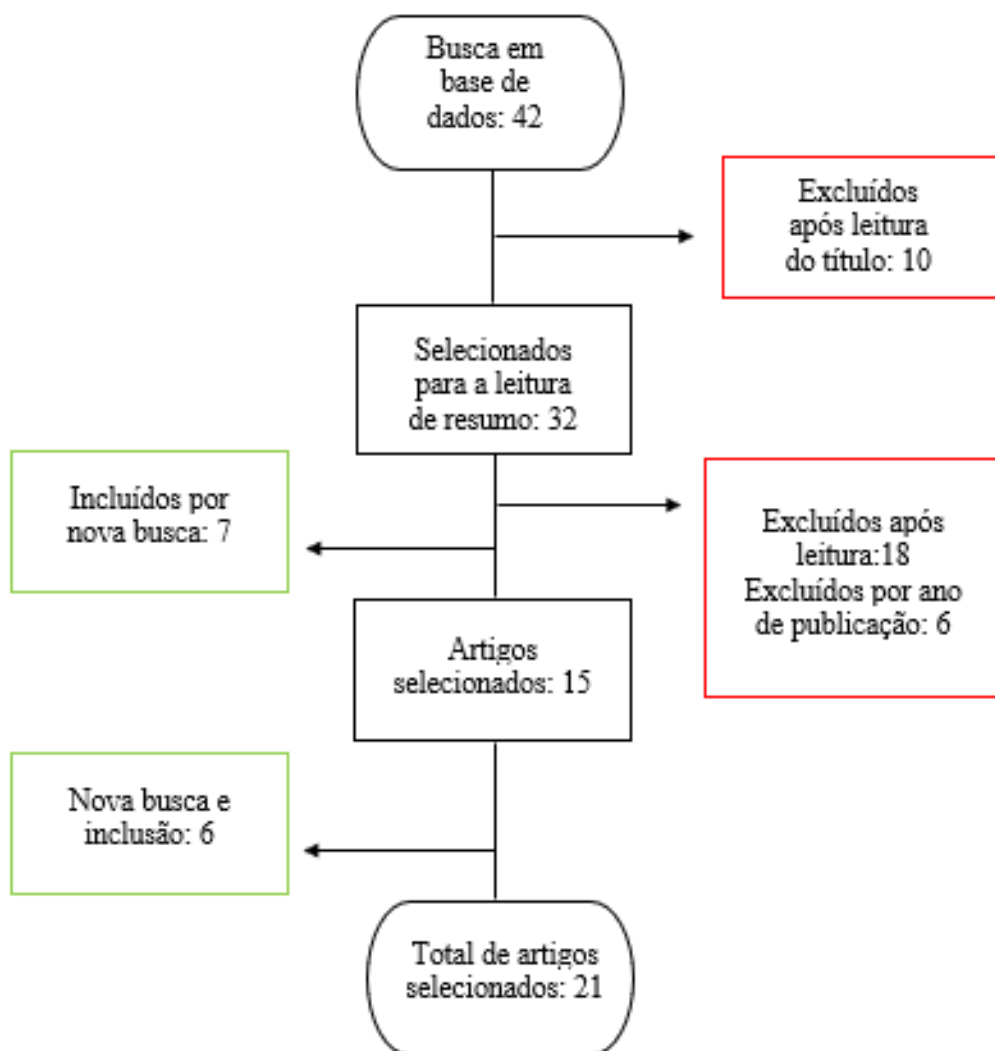 Busca em
base de
dados: 42
Excluídos
após leitura
do título: 10
Selecionados
para a leitura
de resumo: 32
Incluídos por
nova busca: 7
Excluídos após
leitura:18
Excluídos por ano
de publicação: 6
Artigos
selecionados: 15
Nova busca e
inclusão: 6
Total de artigos
selecionados: 21